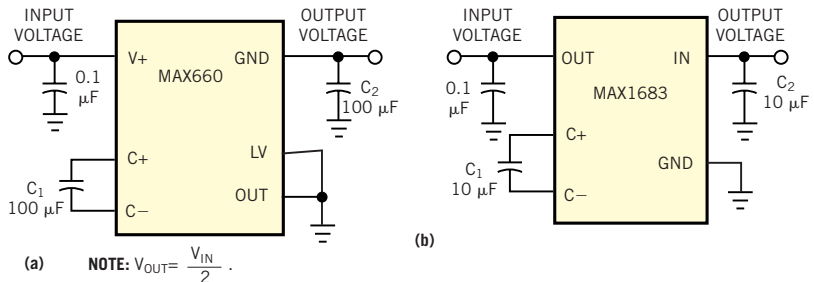 INPUT
VOLTAGE
OUTPUT
VOLTAGE
V+
GND
MAX660
0.1
µF
C2
100 µF
C+
LV
C1
100 µF
C−
OUT
(a)
NOTE: VOUT= VIN
2 .
INPUT
VOLTAGE
OUTPUT
VOLTAGE
OUT
IN
MAX1683
0.1
µF
C2
10 µF
C+
GND
C1
10 µF
C−
(b)